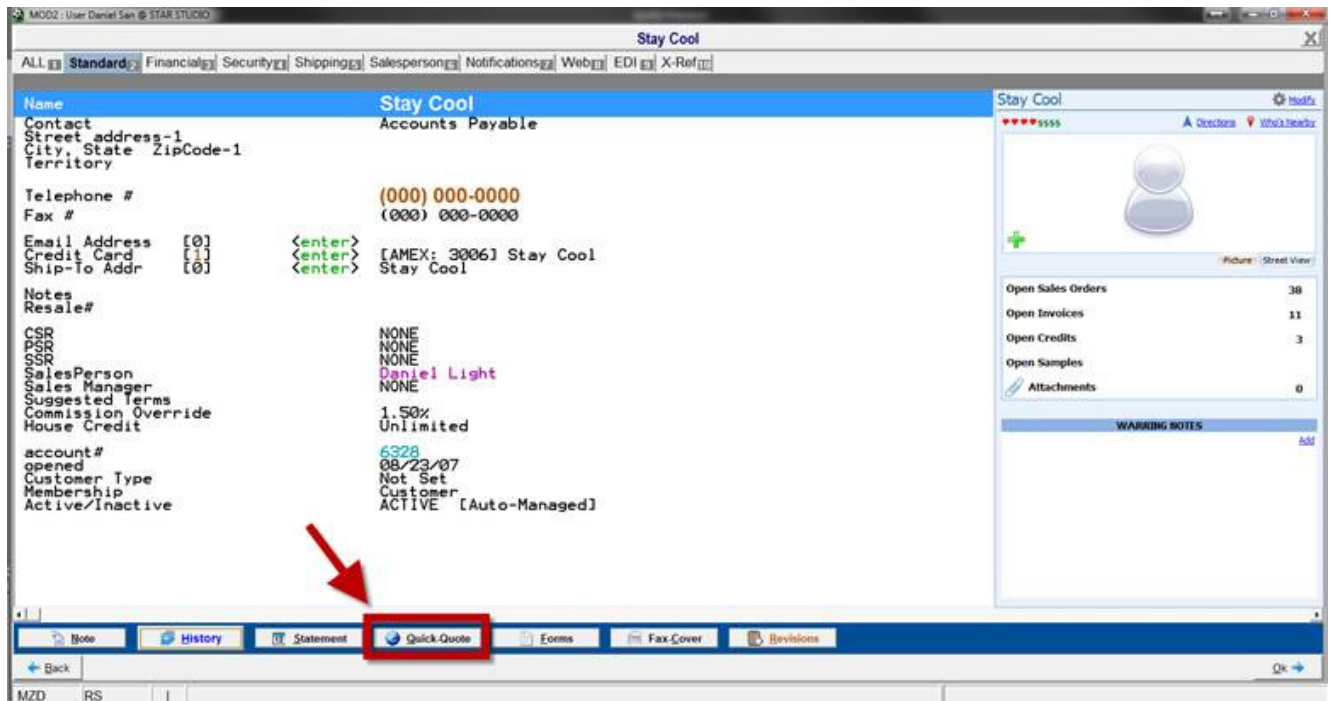 MOD2 : User Daniel San @ STAR STUDIO
Stay Cool
X
ALL Standard Financial Security Shipping Salesperson Notifications Web EDI X-Ref
Name Stay Cool
Contact Accounts Payable
Street address-1
City, State ZipCode-1
Territory
Telephone # (000) 000-0000
Fax # (000) 000-0000
Email Address [0] <enter>
Credit Card [1] <enter> [AMEX: 3006] Stay Cool
Ship-To Addr [0] <enter> Stay Cool
Notes
Resale#
CSR NONE
PSR NONE
SSR NONE
SalesPerson Daniel Light
Sales Manager NONE
Suggested Terms
Commission Override 1.50%
House Credit Unlimited
account# 6328
opened 08/23/07
Customer Type Not Set
Membership Customer
Active/Inactive ACTIVE [Auto-Managed]
Stay Cool Modify
♥♥♥♥$$$$ Directions Who's Nearby
Picture Street View
Open Sales Orders 38
Open Invoices 11
Open Credits 3
Open Samples
Attachments 0
WARNING NOTES
Add
Note History Statement Quick-Quote Forms Fax-Cover Revisions
Back Ok
MZD RS I